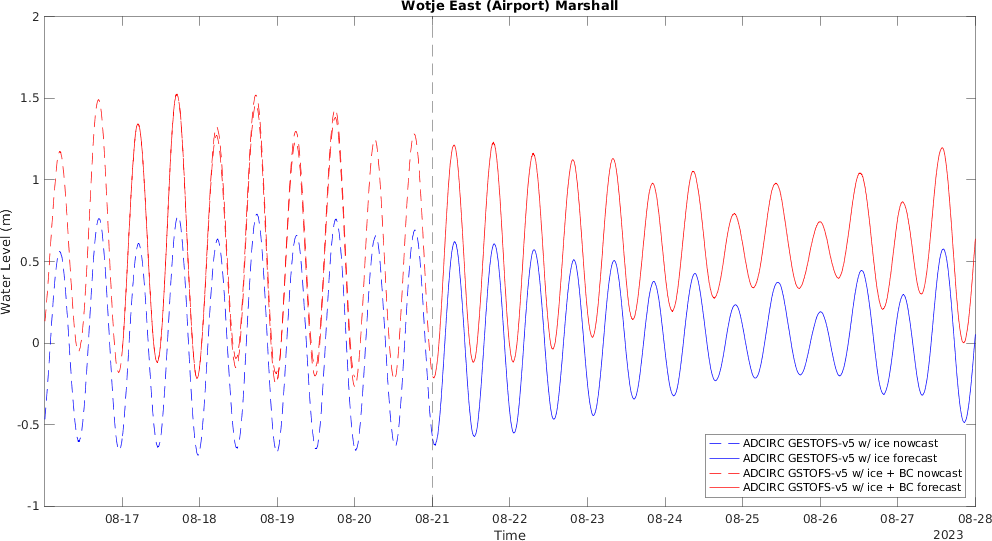 Wotje East (Airport) Marshall
2
1.5
1
0.5
0
-0.5
-1
Water Level (m)
08-17 08-18 08-19 08-20 08-21 08-22 08-23 08-24 08-25 08-26 08-27 08-28
Time
2023
ADCIRC GESTOFS-v5 w/ ice nowcast
ADCIRC GESTOFS-v5 w/ ice forecast
ADCIRC GSTOFS-v5 w/ ice + BC nowcast
ADCIRC GSTOFS-v5 w/ ice + BC forecast